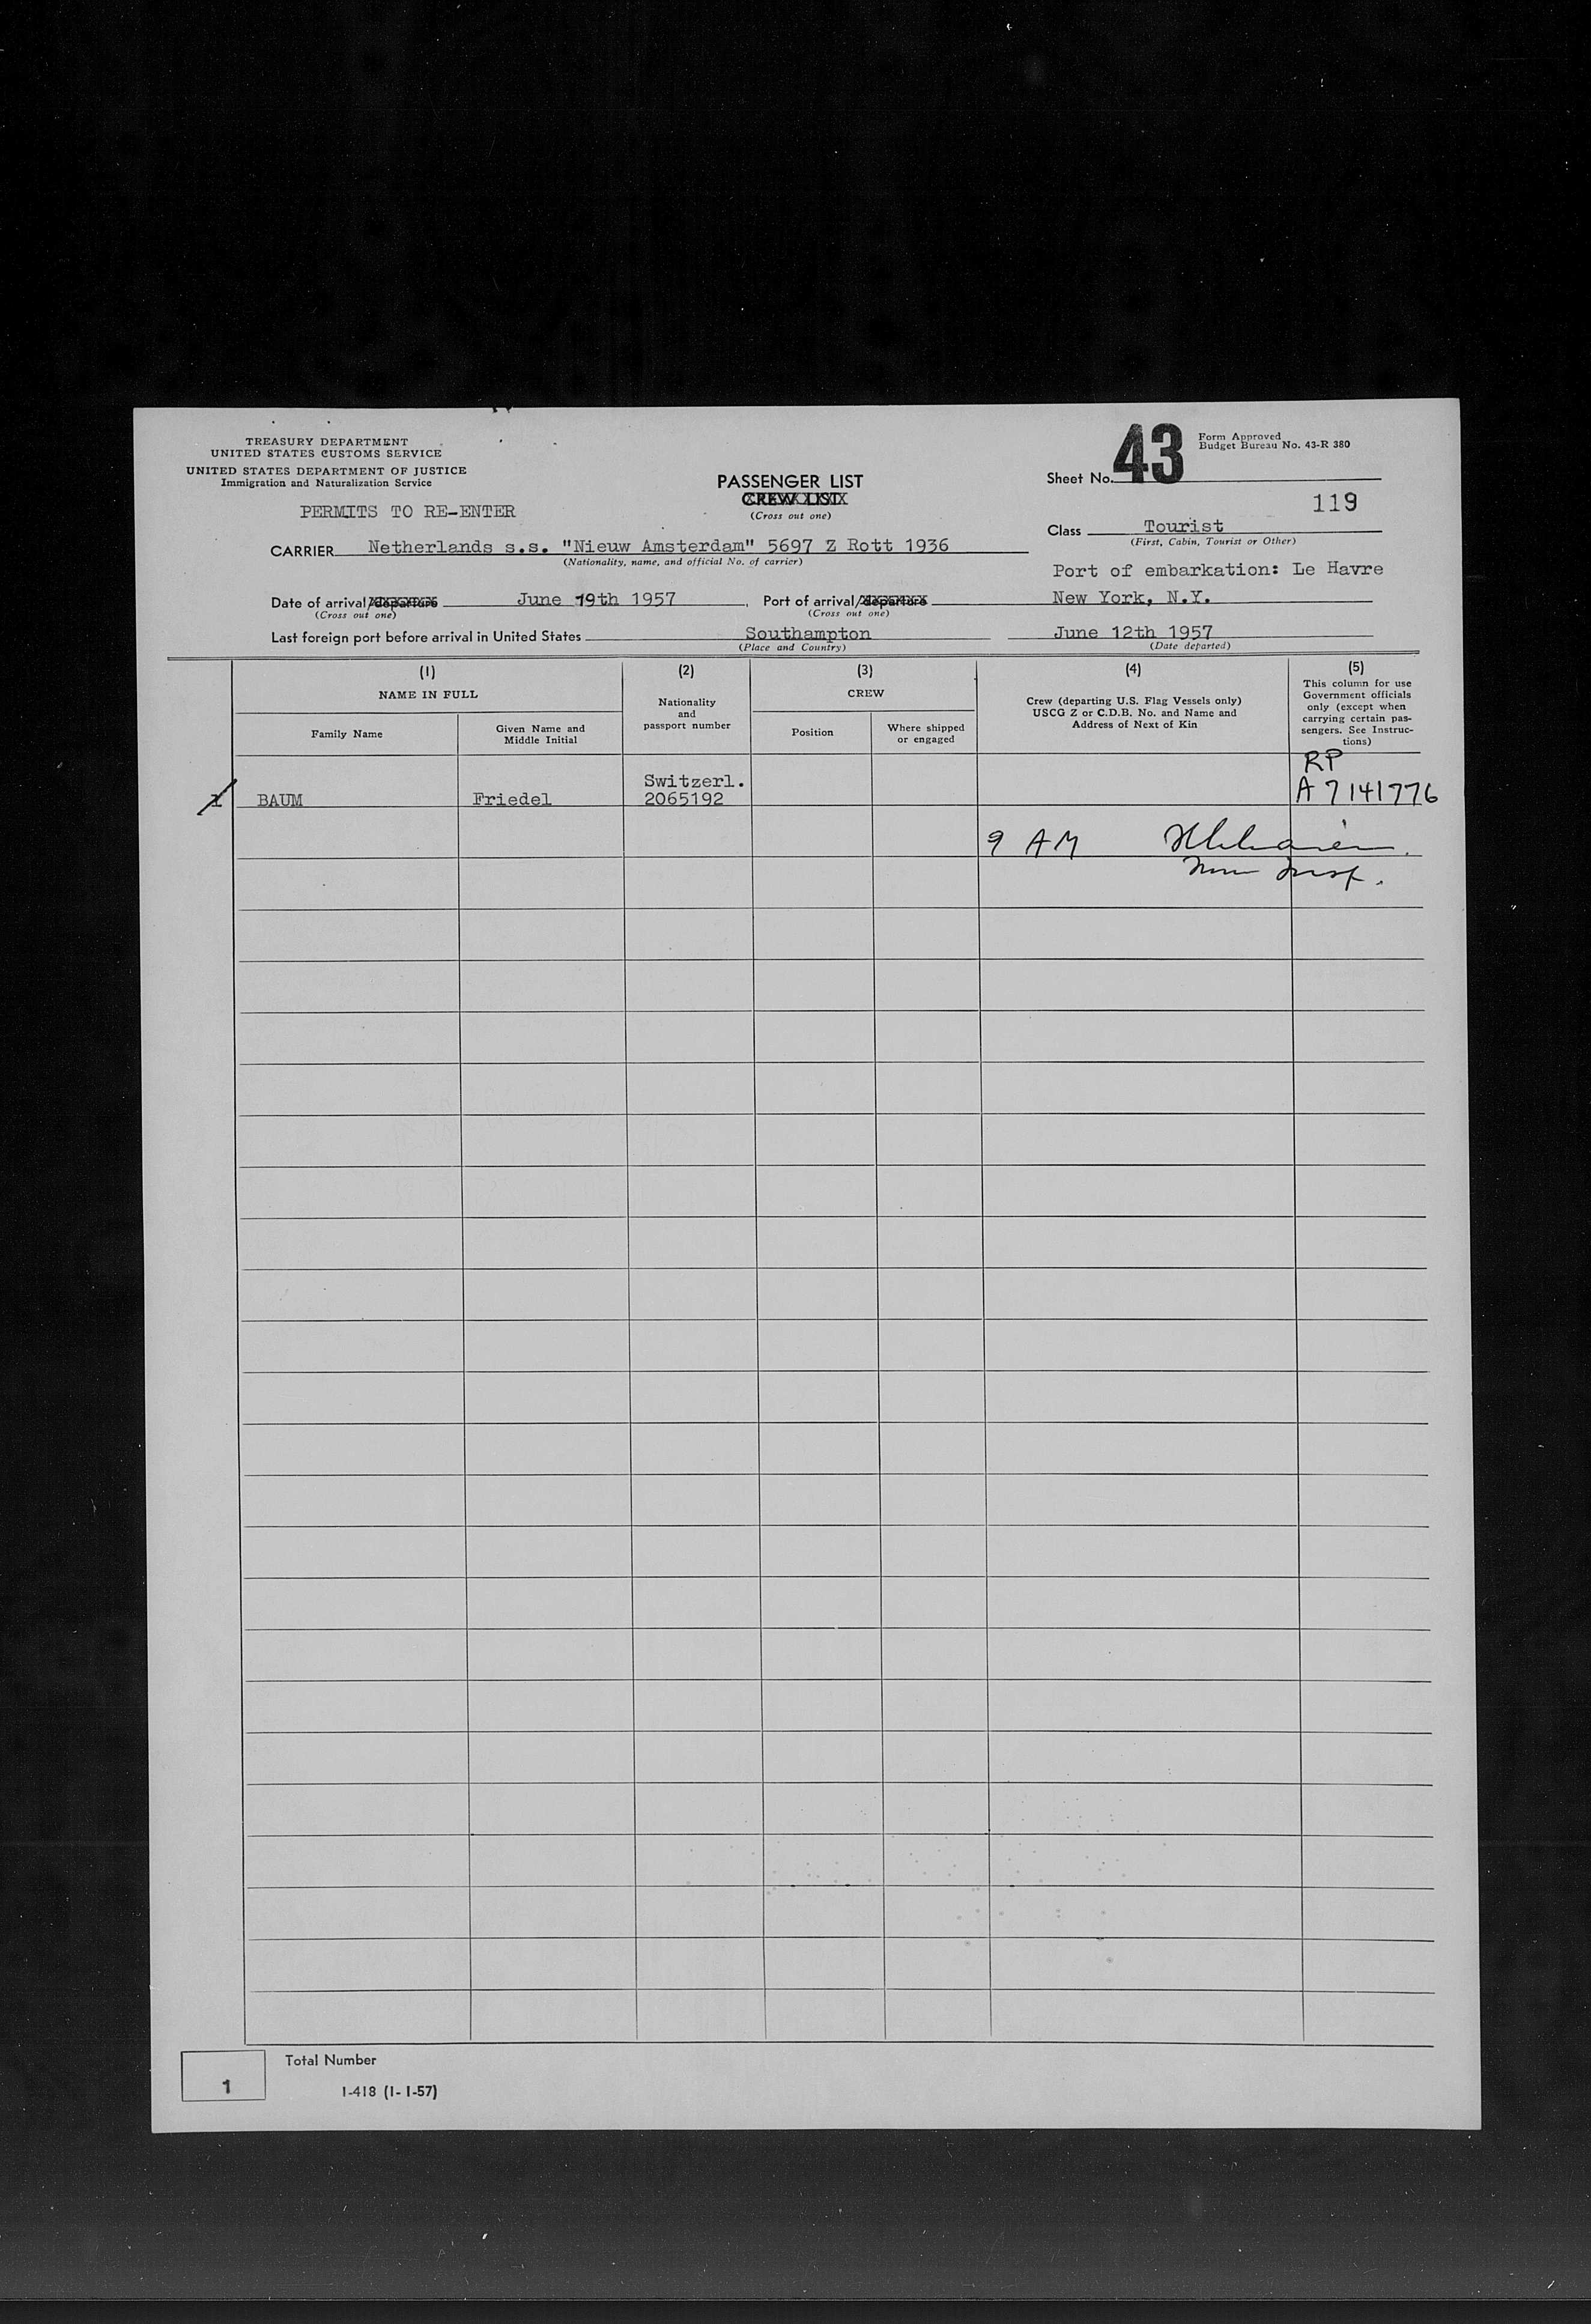 TREASURY DEPARTMENT
UNITED STATES CUSTOMS SERVICE
UNITED STATES DEPARTMENT OF JUSTICE
Immigration and Naturalization Service
PERMITS TO RE-ENTER
PASSENGER LIST
CREW LIST
(Cross out one)
Sheet No. 43
Form Approved
Budget Bureau No. 43-R 380
119
Class Tourist
(First, Cabin, Tourist or Other)
CARRIER Netherlands s.s. "Nieuw Amsterdam" 5697 Z Rott 1936
(Nationality, name, and official No. of carrier)
Port of embarkation: Le Havre
Date of arrival/departure June 19th 1957, Port of arrival/departure New York, N.Y.
(Cross out one) (Cross out one)
Last foreign port before arrival in United States Southampton June 12th 1957
(Place and Country) (Date departed)
(1) (2) (3) (4) (5)
NAME IN FULL
Family Name
Given Name and
Middle Initial
Nationality
and
passport number
CREW
Position
Where shipped
or engaged
Crew (departing U.S. Flag Vessels only)
USCG Z or C.D.B. No. and Name and
Address of Next of Kin
This column for use
Government officials
only (except when
carrying certain pas-
sengers. See Instruc-
tions)
RP
Switzerl.
1 BAUM Friedel 2065192 A 7141776
9 AM
Insp.
1 Total Number
I-418 (1-1-57)